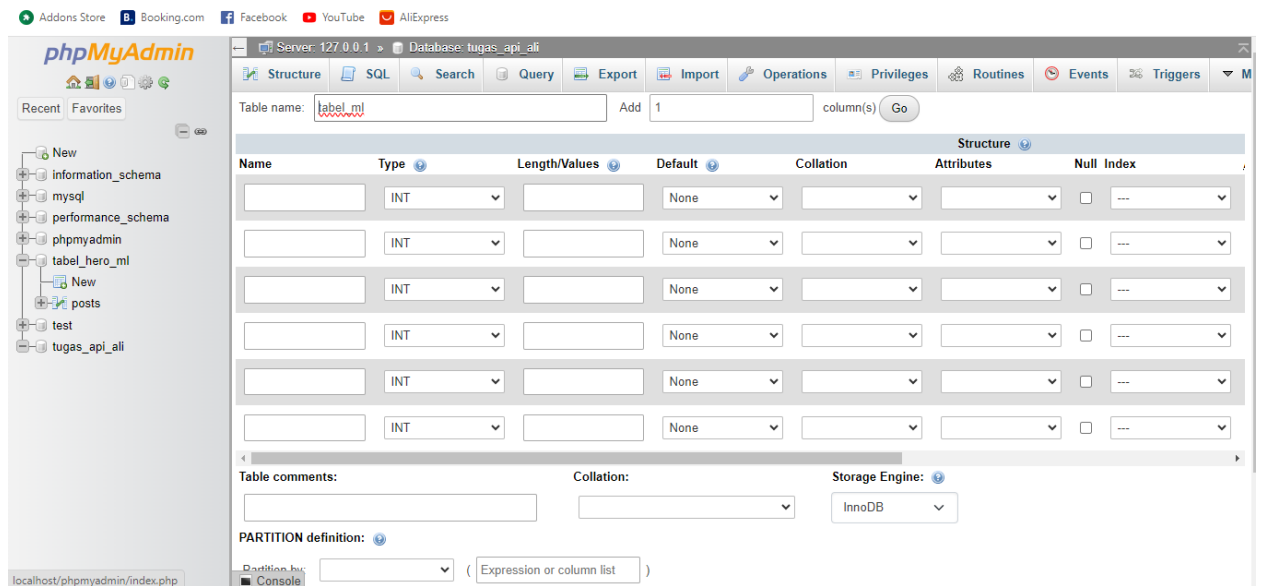 Addons Store B. Booking.com Facebook YouTube AliExpress
phpMyAdmin
Recent Favorites
New
information_schema
mysql
performance_schema
phpmyadmin
tabel_hero_ml
New
posts
test
tugas_api_ali
localhost/phpmyadmin/index.php
Server: 127.0.0.1 » Database: tugas_api_ali
Structure SQL Search Query Export Import Operations Privileges Routines Events Triggers M
Table name: tabel_ml Add 1 column(s) Go
Structure
Name Type Length/Values Default Collation Attributes Null Index
INT None ---
INT None ---
INT None ---
INT None ---
INT None ---
INT None ---
Table comments: Collation: Storage Engine:
InnoDB
PARTITION definition:
Partition by: ( Expression or column list )
Console